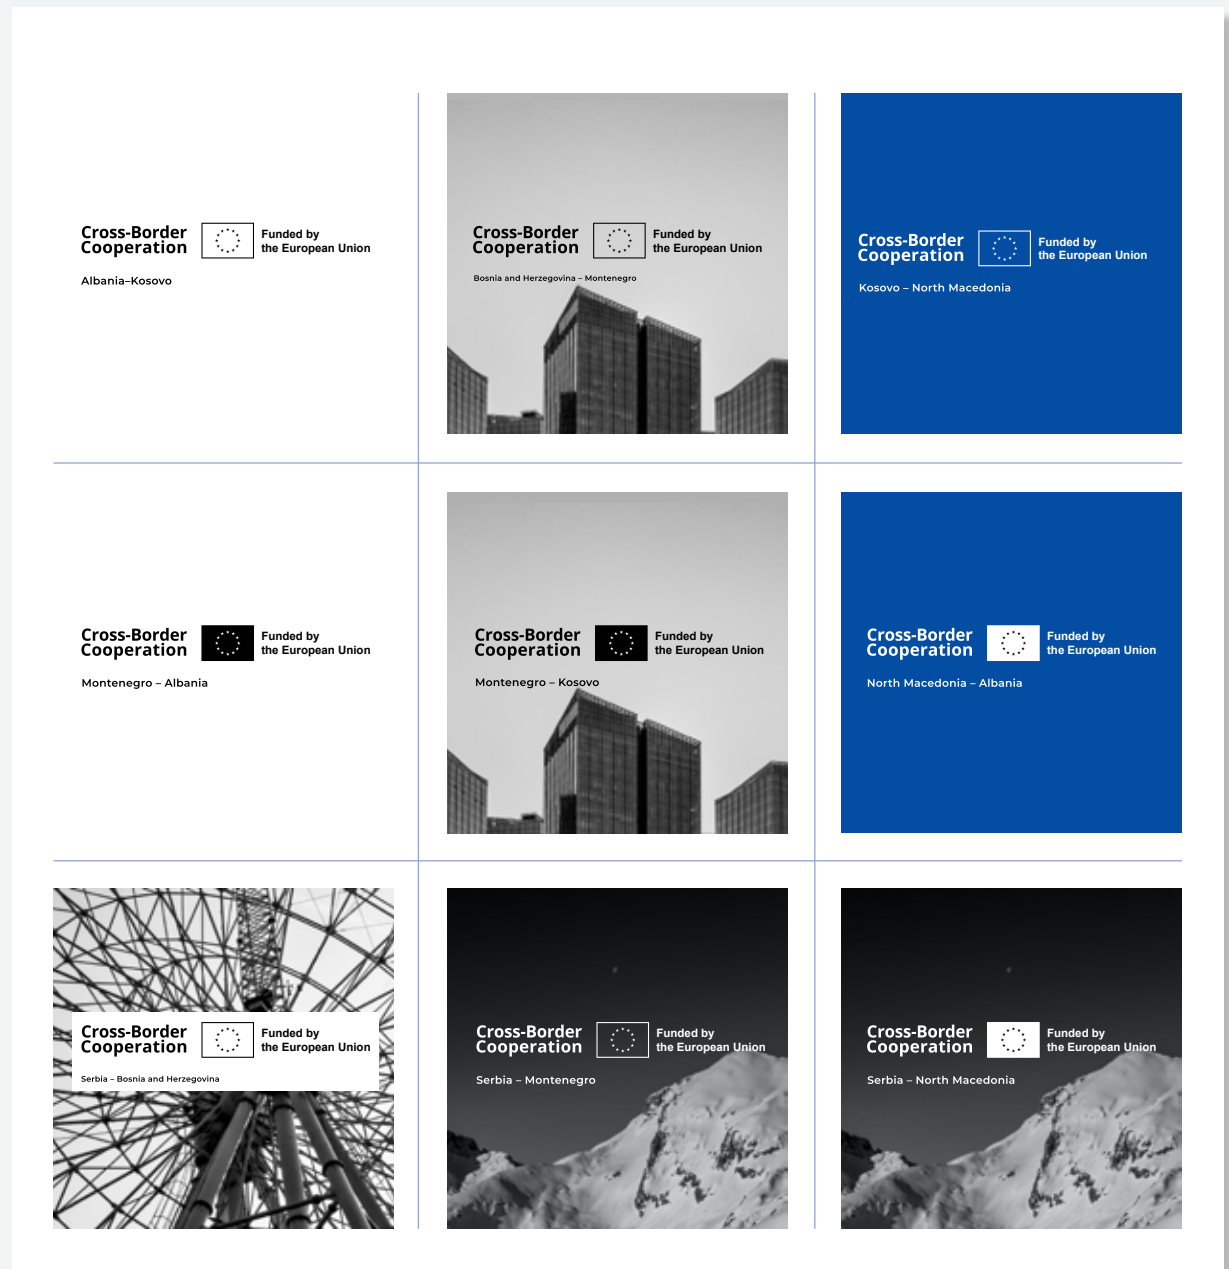 Cross-Border
Cooperation
Funded by
the European Union
Albania–Kosovo
Cross-Border
Cooperation
Funded by
the European Union
Bosnia and Herzegovina – Montenegro
Cross-Border
Cooperation
Funded by
the European Union
Kosovo – North Macedonia
Cross-Border
Cooperation
Funded by
the European Union
Montenegro – Albania
Cross-Border
Cooperation
Funded by
the European Union
Montenegro – Kosovo
Cross-Border
Cooperation
Funded by
the European Union
North Macedonia – Albania
Cross-Border
Cooperation
Funded by
the European Union
Serbia – Bosnia and Herzegovina
Cross-Border
Cooperation
Funded by
the European Union
Serbia – Montenegro
Cross-Border
Cooperation
Funded by
the European Union
Serbia – North Macedonia